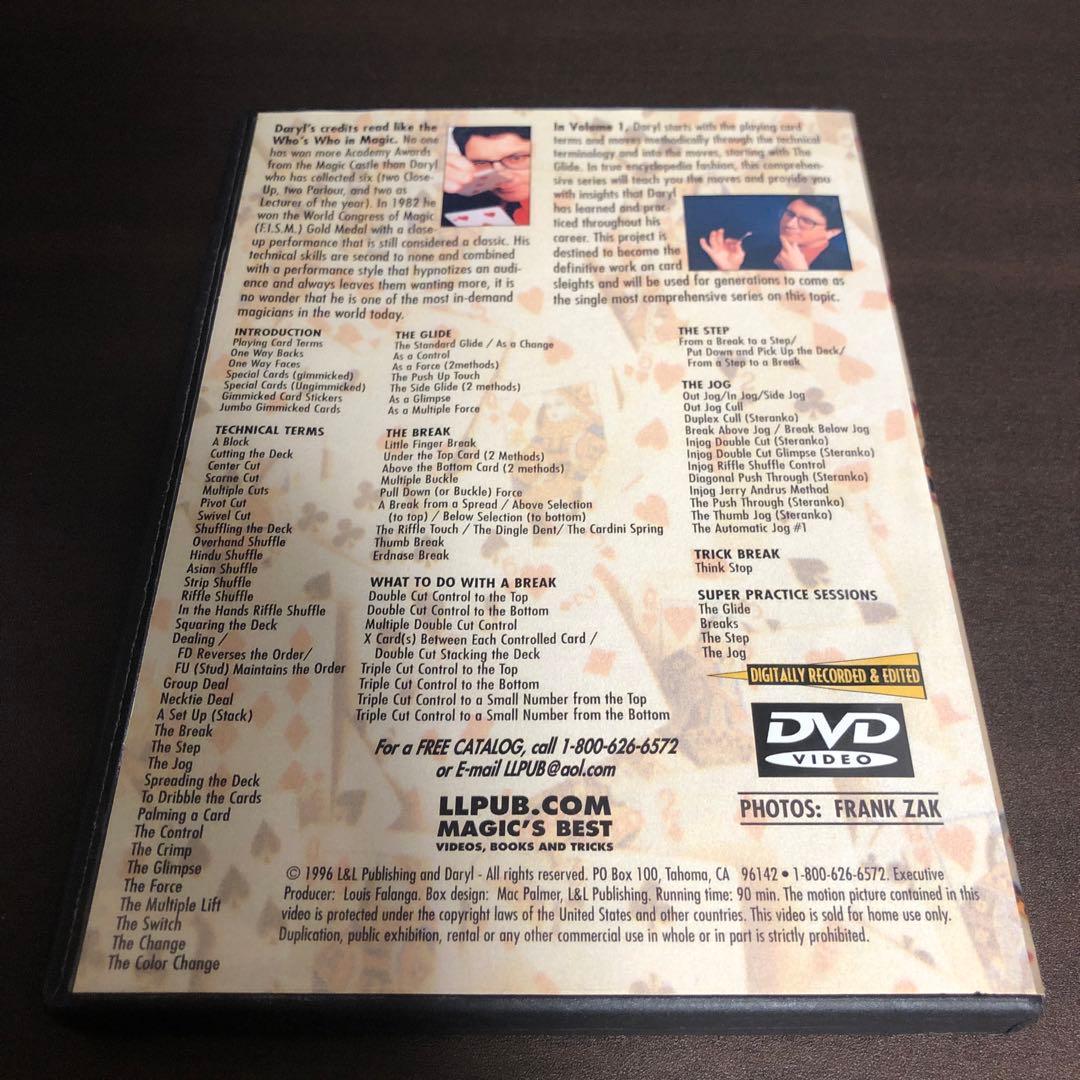 Daryl's credits read like the
Who's Who in Magic. No one
has won more Academy Awards
from the Magic Castle than Daryl
who has collected six (two Close-
Up, two Parlour, and two as
Lecturer of the year). In 1982 he
won the World Congress of Magic
(F.I.S.M.) Gold Medal with a close-
up performance that is still considered a classic. His
technical skills are second to none and combined
with a performance style that hypnotizes an audi-
ence and always leaves them wanting more, it is
no wonder that he is one of the most in-demand
magicians in the world today.
In Volume 1, Daryl starts with the playing card
terms and moves methodically through the technical
terminology and into the moves, starting with The
Glide. In true encyclopedia fashion, this comprehen-
sive series will teach you the moves and provide you
with insights that Daryl
has learned and prac-
ticed throughout his
career. This project is
destined to become the
definitive work on card
sleights and will be used for generations to come as
the single most comprehensive series on this topic.
INTRODUCTION
Playing Card Terms
One Way Backs
One Way Faces
Special Cards (gimmicked)
Special Cards (Ungimmicked)
Gimmicked Card Stickers
Jumbo Gimmicked Cards
TECHNICAL TERMS
A Block
Cutting the Deck
Center Cut
Scarne Cut
Multiple Cuts
Pivot Cut
Swivel Cut
Shuffling the Deck
Overhand Shuffle
Hindu Shuffle
Asian Shuffle
Strip Shuffle
Riffle Shuffle
In the Hands Riffle Shuffle
Squaring the Deck
Dealing /
FD Reverses the Order/
FU (Stud) Maintains the Order
Group Deal
Necktie Deal
A Set Up (Stack)
The Break
The Step
The Jog
Spreading the Deck
To Dribble the Cards
Palming a Card
The Control
The Crimp
The Glimpse
The Force
The Multiple Lift
The Switch
The Change
The Color Change
THE GLIDE
The Standard Glide / As a Change
As a Control
As a Force (2methods)
The Push Up Touch
The Side Glide (2 methods)
As a Glimpse
As a Multiple Force
THE BREAK
Little Finger Break
Under the Top Card (2 Methods)
Above the Bottom Card (2 methods)
Multiple Buckle
Pull Down (or Buckle) Force
A Break from a Spread / Above Selection
(to top) / Below Selection (to bottom)
The Riffle Touch / The Dingle Dent/ The Cardini Spring
Thumb Break
Erdnase Break
WHAT TO DO WITH A BREAK
Double Cut Control to the Top
Double Cut Control to the Bottom
Multiple Double Cut Control
X Card(s) Between Each Controlled Card /
Double Cut Stacking the Deck
Triple Cut Control to the Top
Triple Cut Control to the Bottom
Triple Cut Control to a Small Number from the Top
Triple Cut Control to a Small Number from the Bottom
THE STEP
From a Break to a Step/
Put Down and Pick Up the Deck/
From a Step to a Break
THE JOG
Out Jog/In Jog/Side Jog
Out Jog Cull
Duplex Cull (Steranko)
Break Above Jog / Break Below Jog
Injog Double Cut (Steranko)
Injog Double Cut Glimpse (Steranko)
Injog Riffle Shuffle Control
Diagonal Push Through (Steranko)
Injog Jerry Andrus Method
The Push Through (Steranko)
The Thumb Jog (Steranko)
The Automatic Jog #1
TRICK BREAK
Think Stop
SUPER PRACTICE SESSIONS
The Glide
Breaks
The Step
The Jog
DIGITALLY RECORDED & EDITED
DVD
VIDEO
PHOTOS: FRANK ZAK
For a FREE CATALOG, call 1-800-626-6572
or E-mail LLPUB@aol.com
LLPUB.COM
MAGIC'S BEST
VIDEOS, BOOKS AND TRICKS
© 1996 L&L Publishing and Daryl - All rights reserved. PO Box 100, Tahoma, CA 96142 • 1-800-626-6572. Executive
Producer: Louis Falanga. Box design: Mac Palmer, L&L Publishing. Running time: 90 min. The motion picture contained in this
video is protected under the copyright laws of the United States and other countries. This video is sold for home use only.
Duplication, public exhibition, rental or any other commercial use in whole or in part is strictly prohibited.